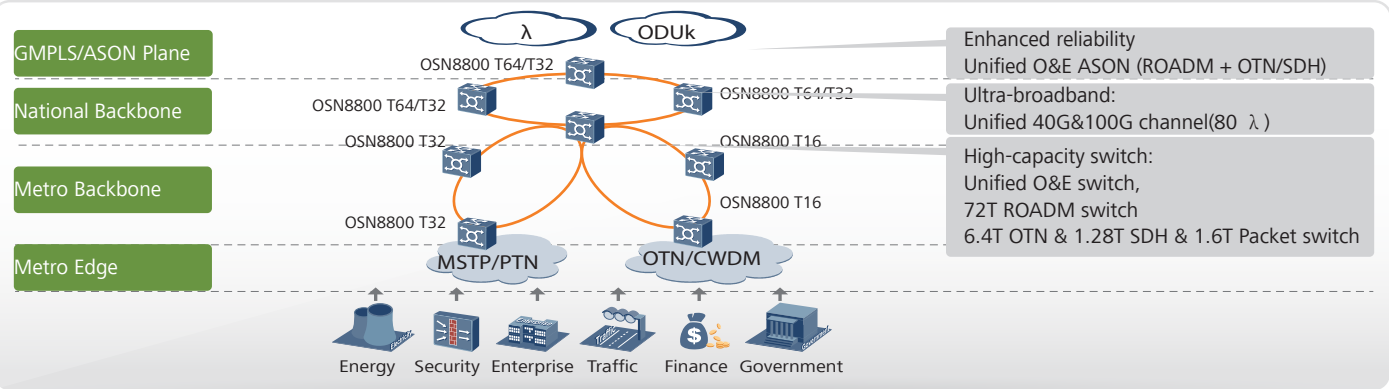 GMPLS/ASON Plane
National Backbone
Metro Backbone
Metro Edge
λ
ODUk
OSN8800 T64/T32
OSN8800 T64/T32
OSN8800 T64/T32
OSN8800 T32
OSN8800 T16
OSN8800 T16
OSN8800 T32
MSTP/PTN
OTN/CWDM
Energy
Security
Enterprise
Traffic
Finance
Government
Enhanced reliability
Unified O&E ASON (ROADM + OTN/SDH)
Ultra-broadband:
Unified 40G&100G channel(80 λ)
High-capacity switch:
Unified O&E switch,
72T ROADM switch
6.4T OTN & 1.28T SDH & 1.6T Packet switch
$